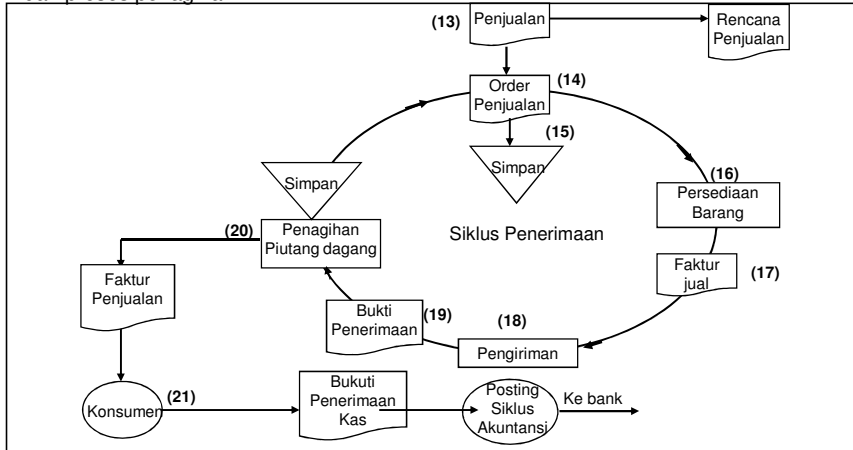 (13)
Penjualan
Rencana
Penjualan
Order
Penjualan
(14)
(15)
Simpan
Simpan
(16)
Persediaan
Barang
Siklus Penerimaan
(20)
Penagihan
Piutang dagang
Faktur
Penjualan
Faktur
jual
(17)
Bukti
Penerimaan
(19)
(18)
Pengiriman
Konsumen
(21)
Bukuti
Penerimaan
Kas
Posting
Siklus
Akuntansi
Ke bank